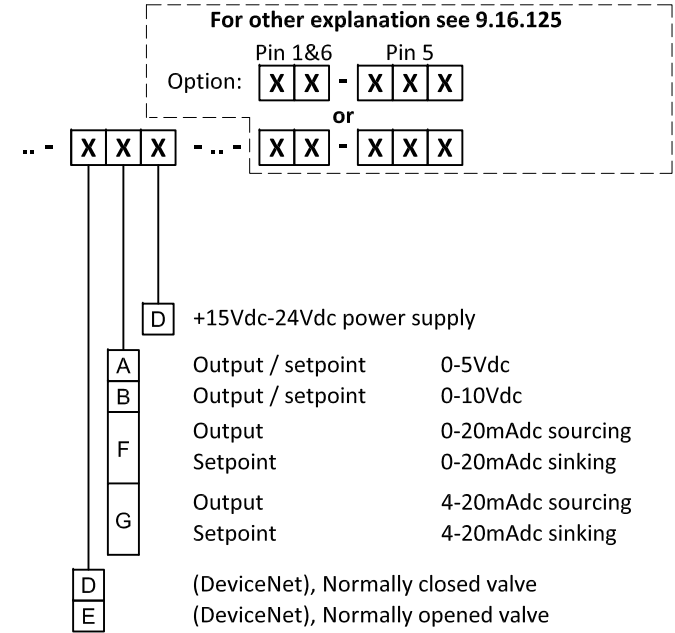 For other explanation see 9.16.125
Pin 1&6 Pin 5
Option: X X - X X X
or
.. - X X X - .. - X X - X X X
D +15Vdc-24Vdc power supply
A Output / setpoint 0-5Vdc
B Output / setpoint 0-10Vdc
F Output 0-20mAdc sourcing
Setpoint 0-20mAdc sinking
G Output 4-20mAdc sourcing
Setpoint 4-20mAdc sinking
D (DeviceNet), Normally closed valve
E (DeviceNet), Normally opened valve